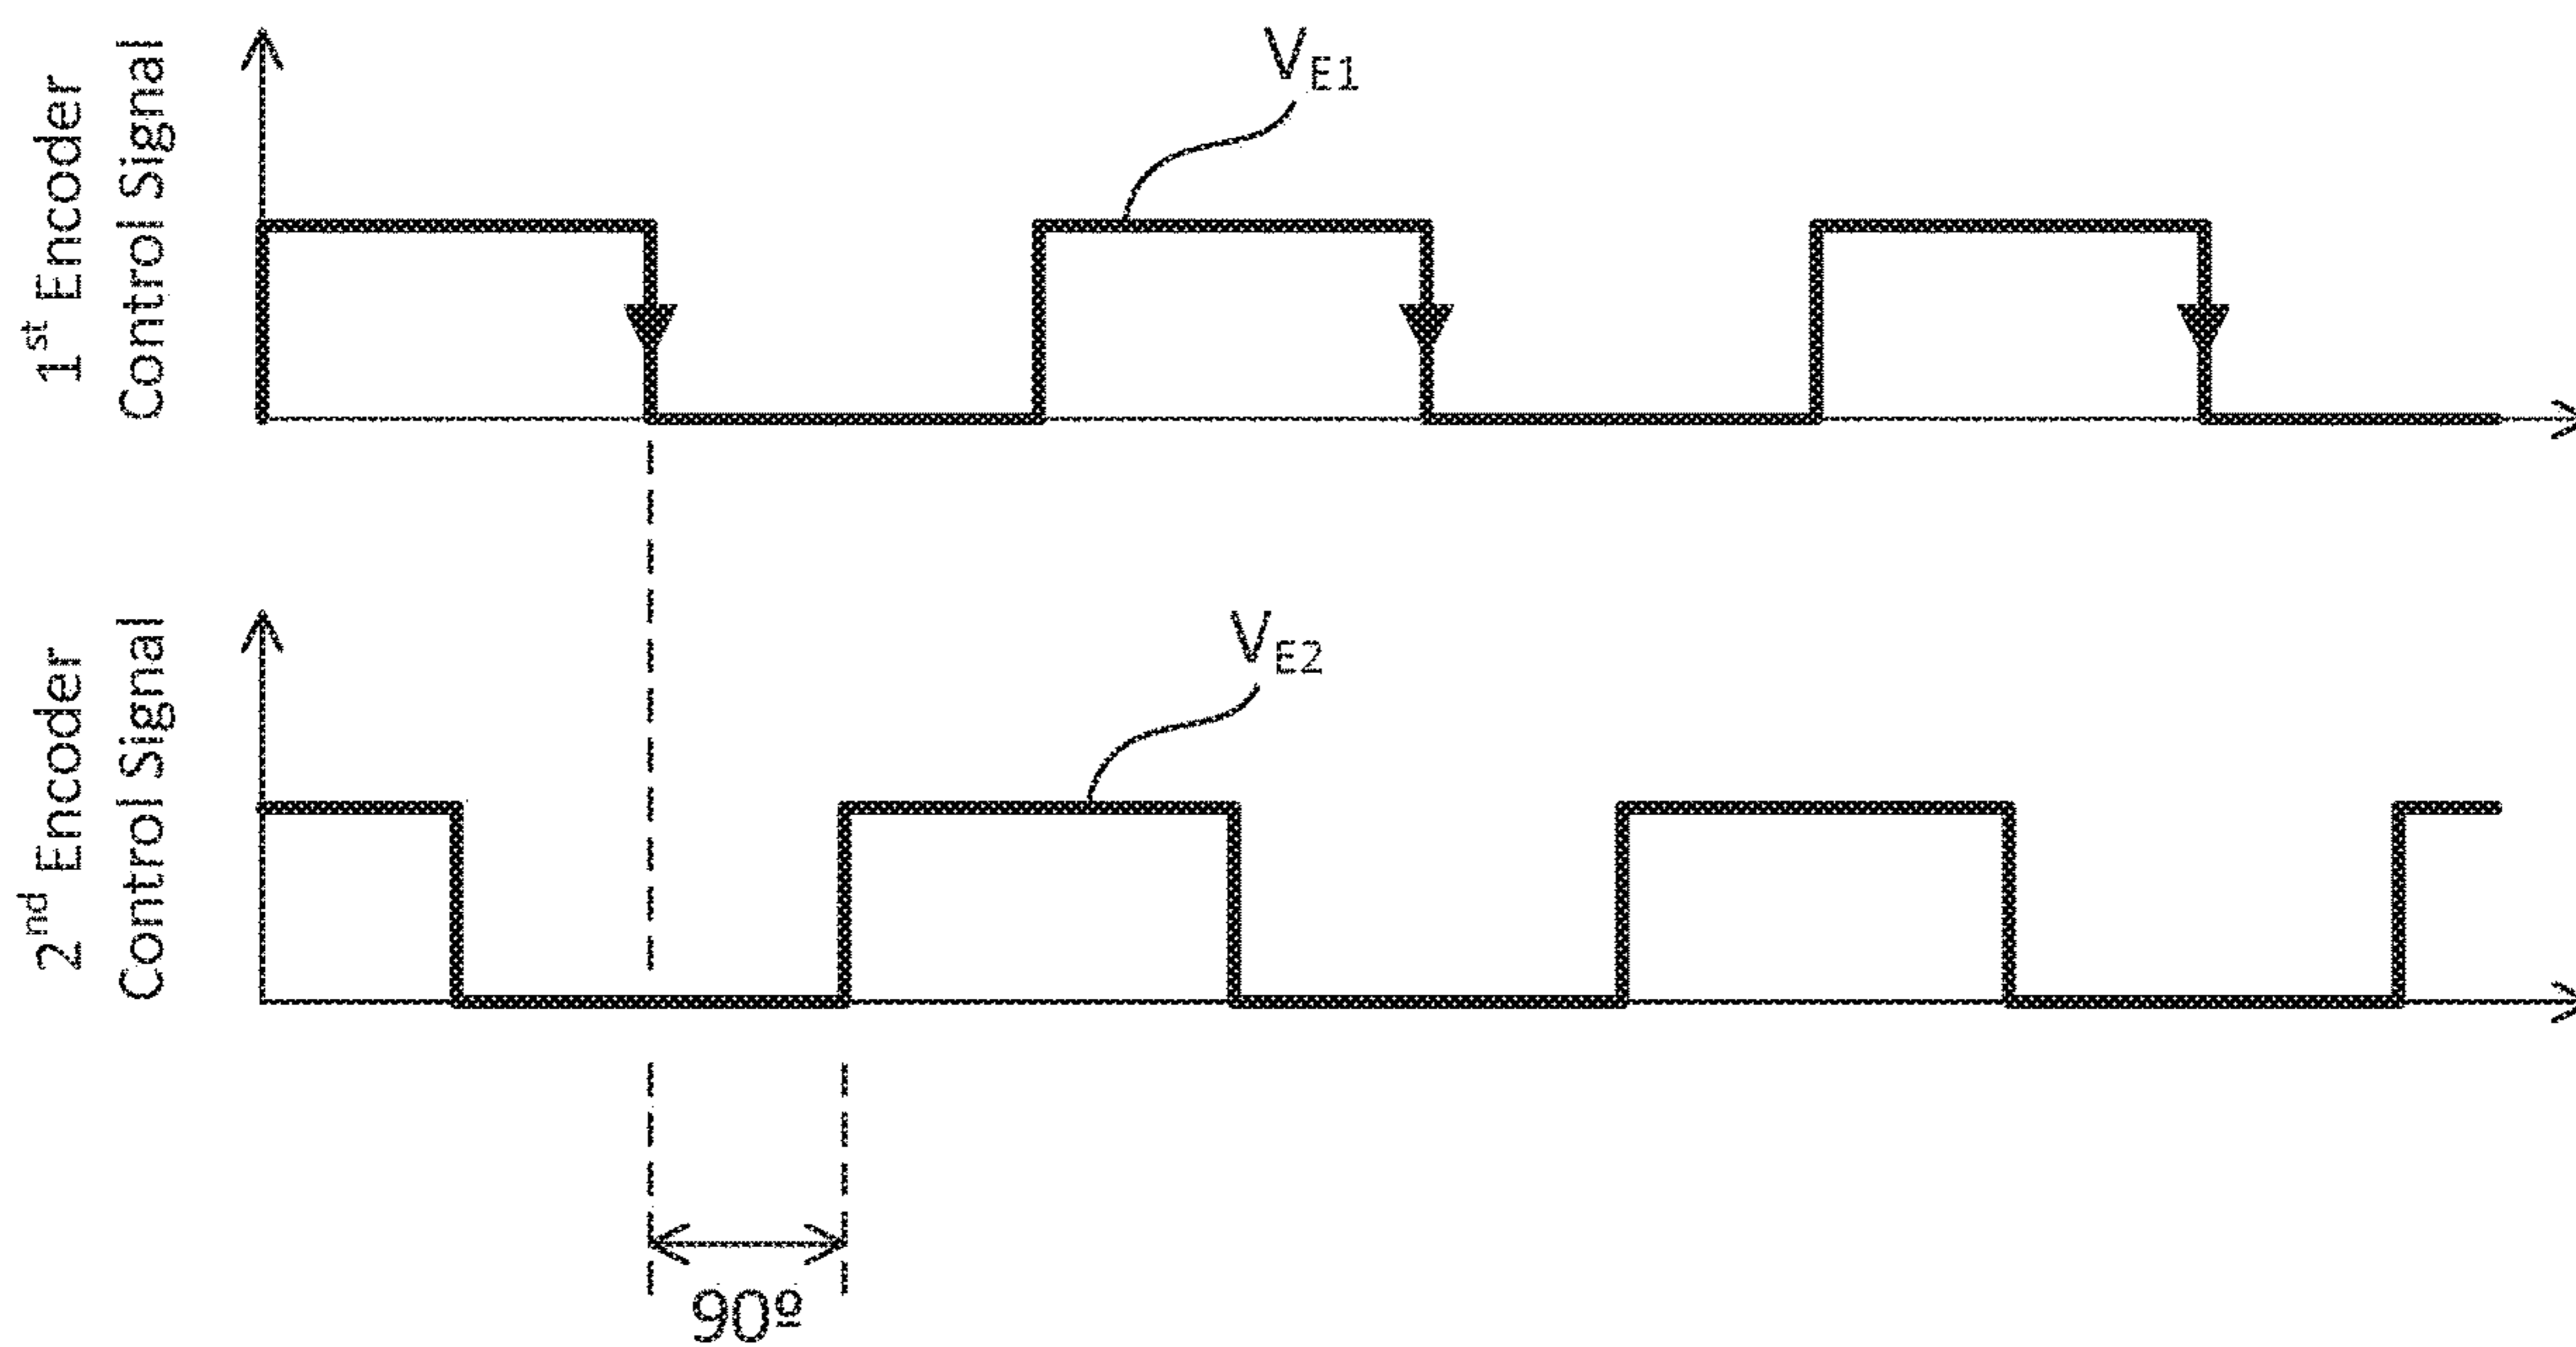 1st Encoder
Control Signal
VE1
2nd Encoder
Control Signal
VE2
90º